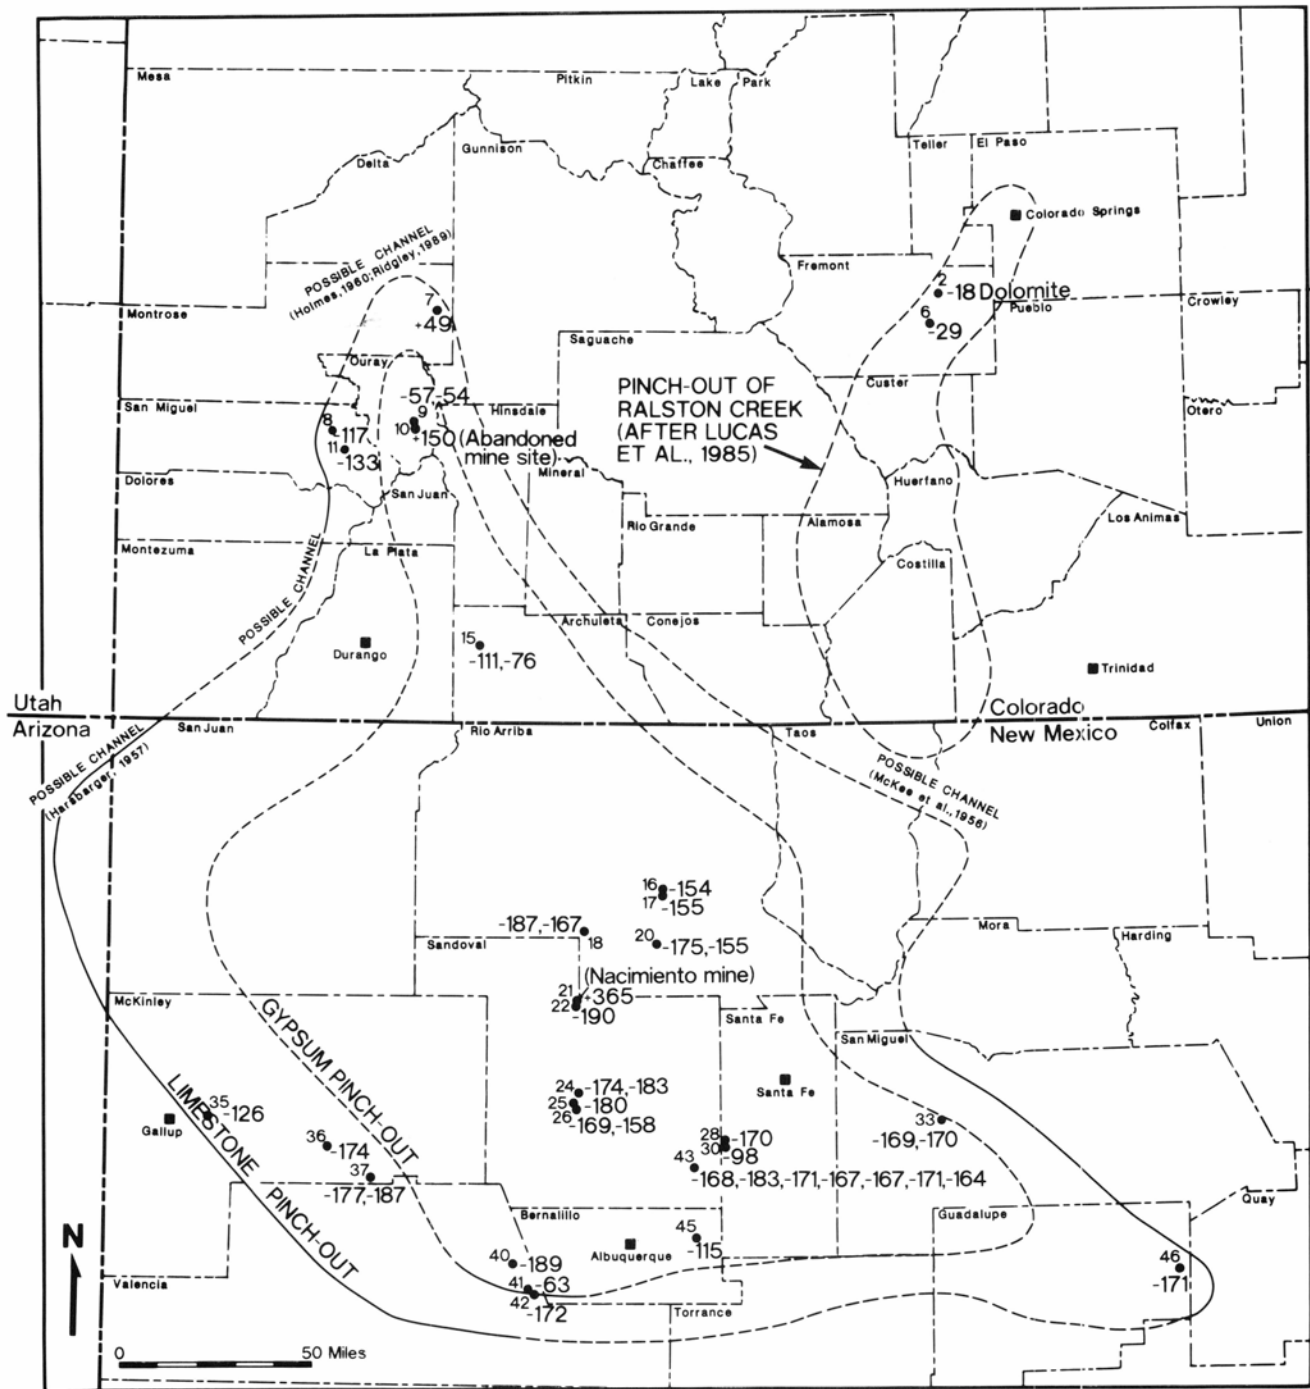 Mesa
Pitkin
Lake
Park
Delta
Gunnison
Chaffee
Teller
El Paso
Colorado Springs
POSSIBLE CHANNEL
(Holmes, 1960; Ridgley, 1989)
Fremont
Montrose
7
+49
2
-18 Dolomite
6
-29
Pueblo
Crowley
Saguache
Ouray
-57,-54
9
10
+150 (Abandoned
mine site)
San Miguel
8
-117
11
-133
Hinsdale
PINCH-OUT OF
RALSTON CREEK
(AFTER LUCAS
ET AL., 1985)
Custer
Otero
Dolores
San Juan
Mineral
Rio Grande
Alamosa
Huerfano
Los Animas
Montezuma
La Plata
Costilla
POSSIBLE CHANNEL
Archuleta
Conejos
Durango
15
-111,-76
Trinidad
Utah
Arizona
Colorado
New Mexico
San Juan
Rio Arriba
Taos
Colfax
Union
POSSIBLE CHANNEL
(Harshbarger, 1957)
POSSIBLE CHANNEL
(McKee et al., 1956)
16
-154
17
-155
-187,-167
18
20
-175,-155
Sandoval
Mora
Harding
(Nacimiento mine)
21
+365
22
-190
McKinley
Santa Fe
San Miguel
GYPSUM PINCH-OUT
LIMESTONE PINCH-OUT
24
-174,-183
25
-180
26
-169,-158
Santa Fe
35
-126
Gallup
36
-174
37
-177,-187
28
-170
30
-98
33
-169,-170
43
-168,-183,-171,-167,-167,-171,-164
Quay
Bernalillo
Guadalupe
N
Albuquerque
45
-115
40
-189
41
-63
42
-172
46
-171
Valencia
Torrance
0
50 Miles